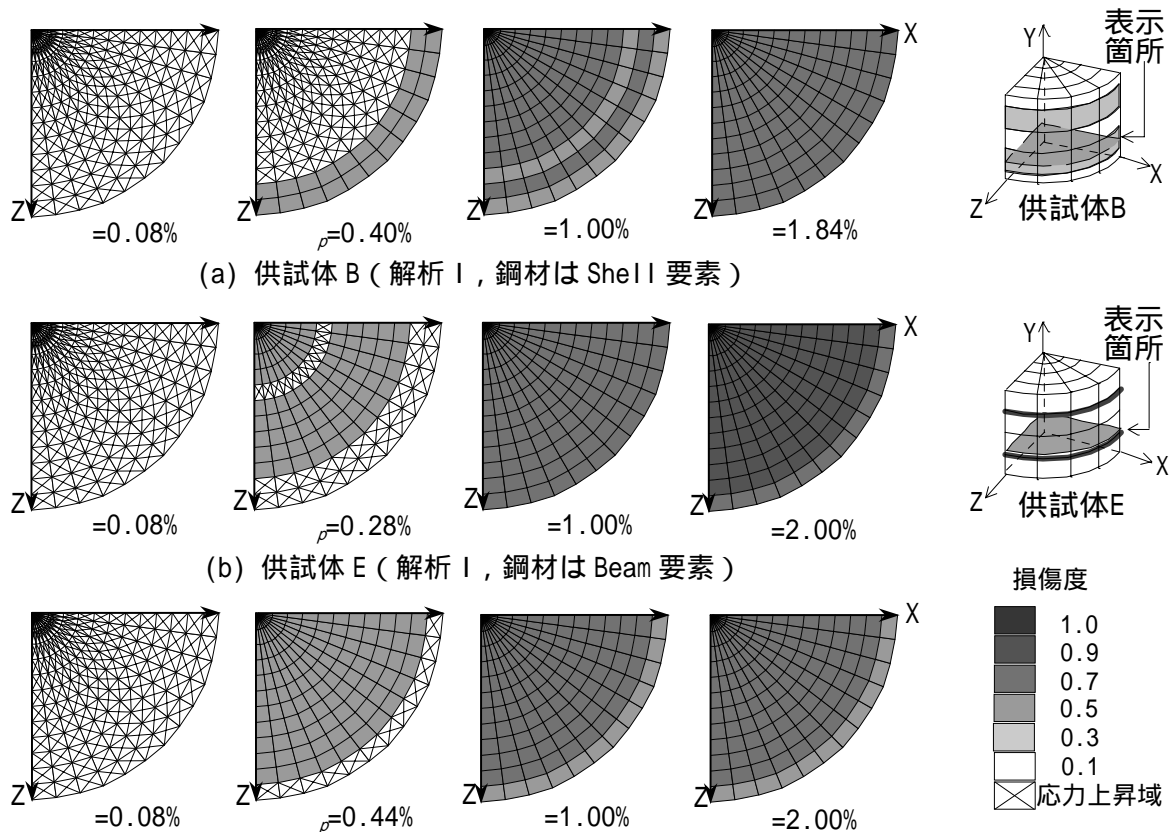 X
Z
=0.08%
p=0.40%
Z
=1.00%
Z
=1.84%
Z
Y
表示
箇所
X
Z
供試体B
(a) 供試体 B ( 解析 I , 鋼材は Shell 要素 )
X
Z
=0.08%
p=0.28%
Z
=1.00%
Z
=2.00%
Z
Y
表示
箇所
X
Z
供試体E
(b) 供試体 E ( 解析 I , 鋼材は Beam 要素 )
X
Z
=0.08%
p=0.44%
Z
=1.00%
Z
=2.00%
Z
損傷度
1.0
0.9
0.7
0.5
0.3
0.1
応力上昇域